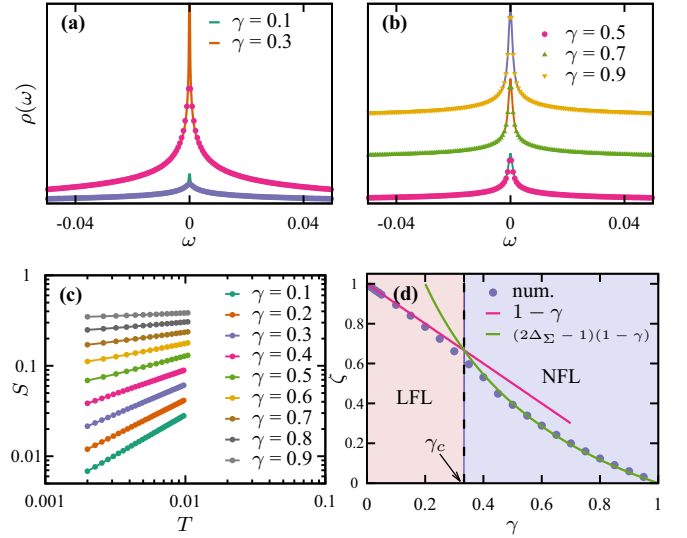 (a)
γ = 0.1
γ = 0.3
ρ(ω)
-0.04 0 0.04
ω
(b)
γ = 0.5
γ = 0.7
γ = 0.9
-0.04 0 0.04
ω
(c)
γ = 0.1
γ = 0.2
γ = 0.3
γ = 0.4
γ = 0.5
γ = 0.6
γ = 0.7
γ = 0.8
γ = 0.9
1
0.1
0.01
S
0.001 0.01 0.1
T
(d)
num.
1 − γ
(2Δ_Σ − 1)(1 − γ)
LFL
NFL
γ_c
1
0.8
0.6
0.4
0.2
0
ζ
0 0.2 0.4 0.6 0.8 1
γ